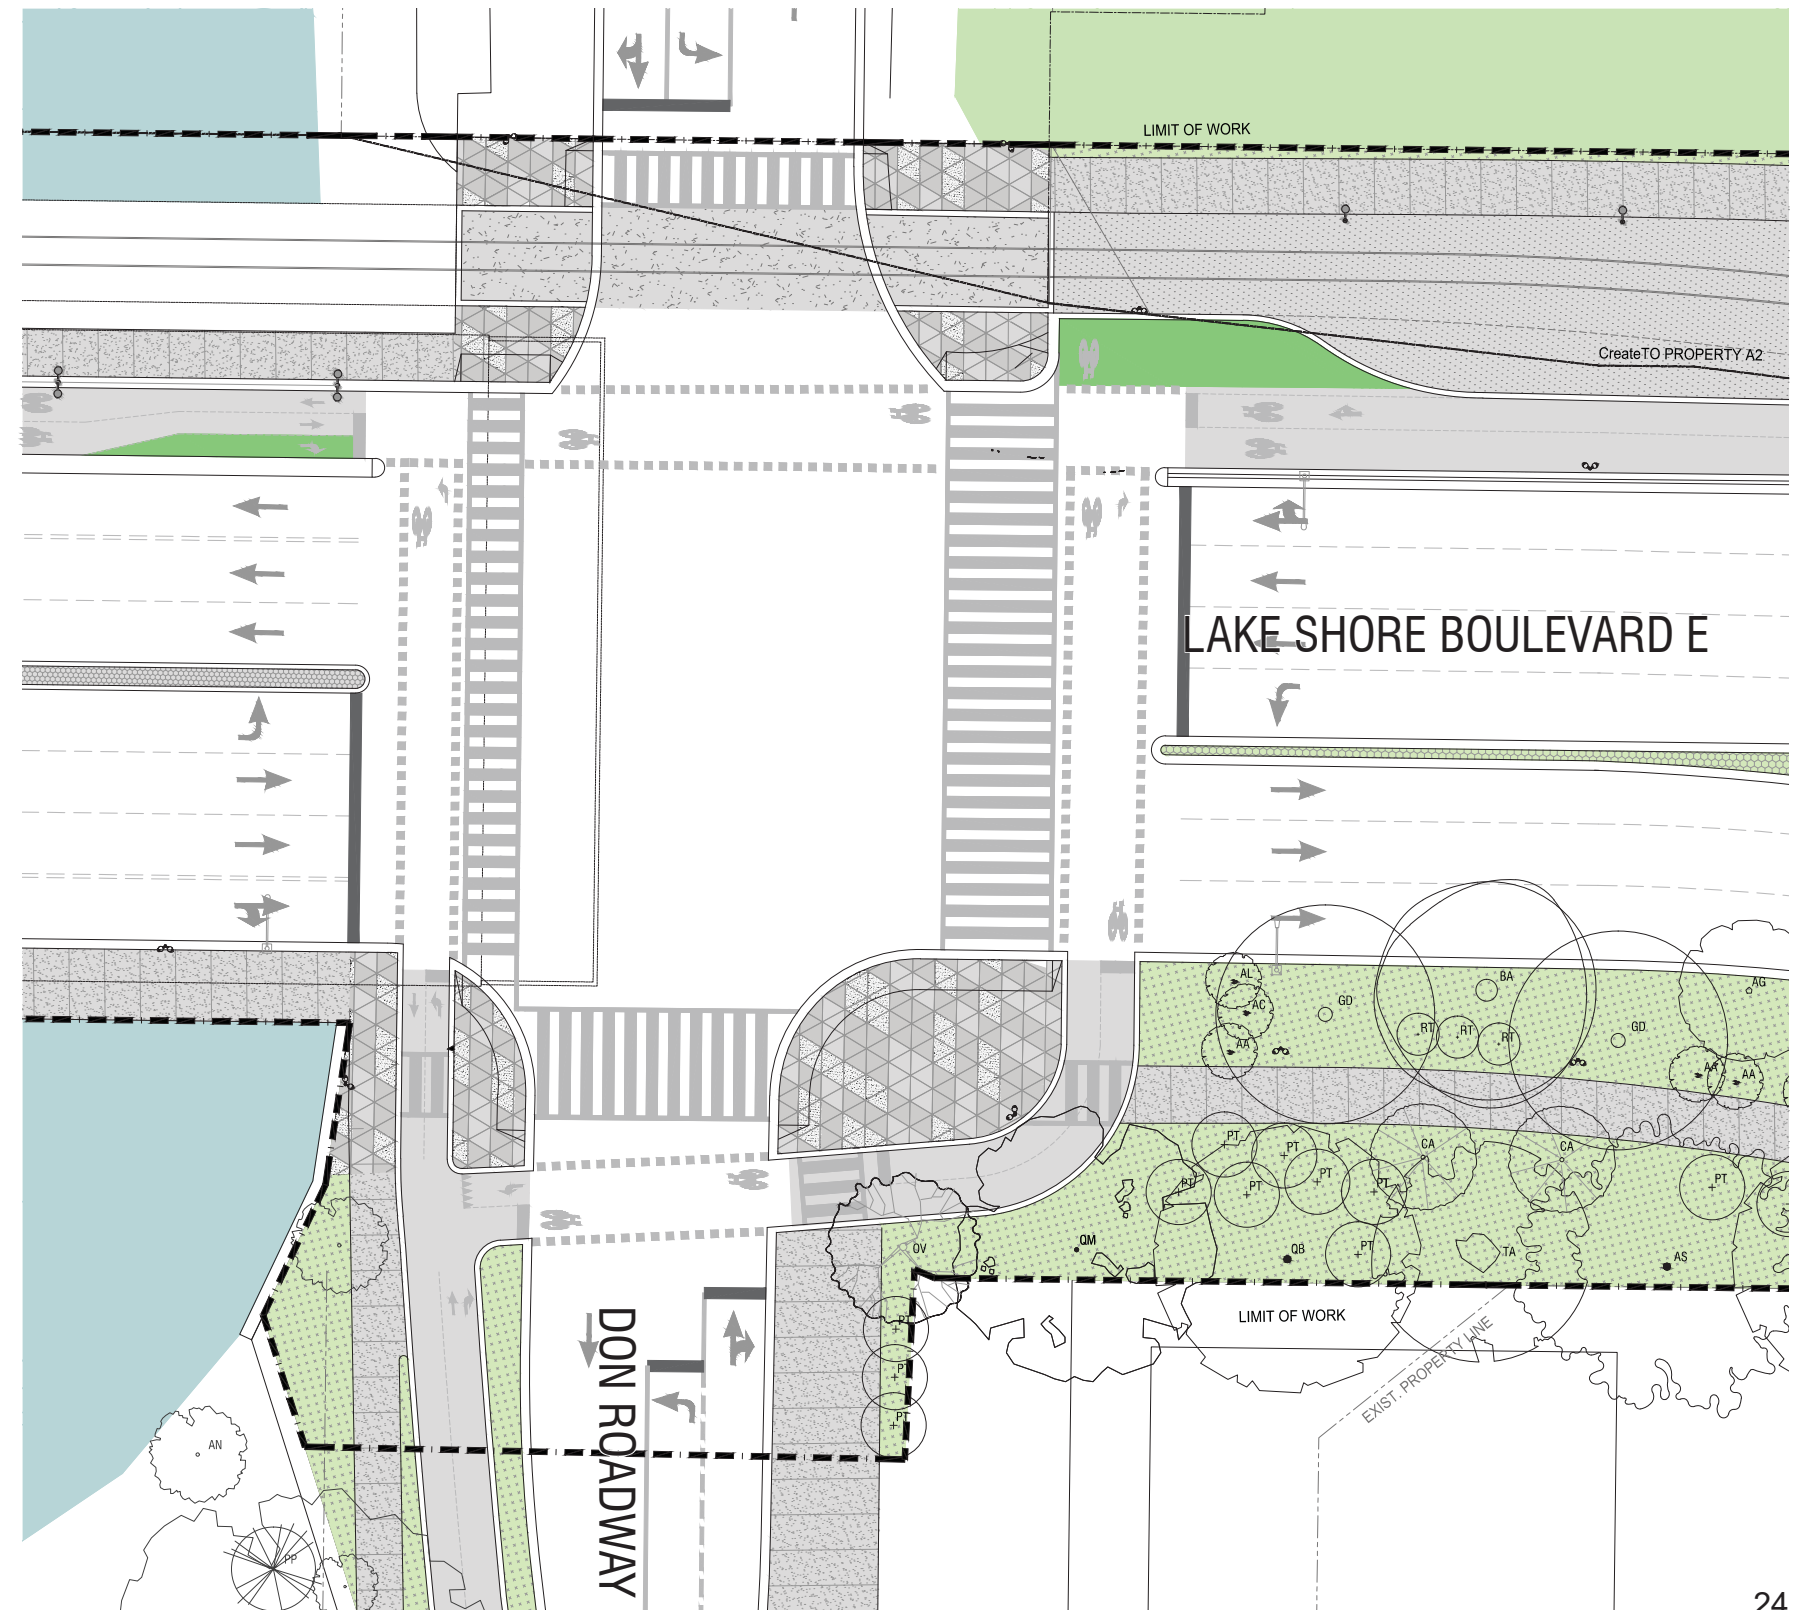 LIMIT OF WORK
CreateTO PROPERTY A2
LAKE SHORE BOULEVARD E
AL
BA
AG
AC
GD
RT
RT
RT
GD
AA
AA
AA
PT
PT
CA
CA
PT
PT
PT
PT
PT
OV
QM
QB
PT
TA
AS
LIMIT OF WORK
EXIST. PROPERTY LINE
PT
PT
PT
DON ROADWAY
AN
PP
24